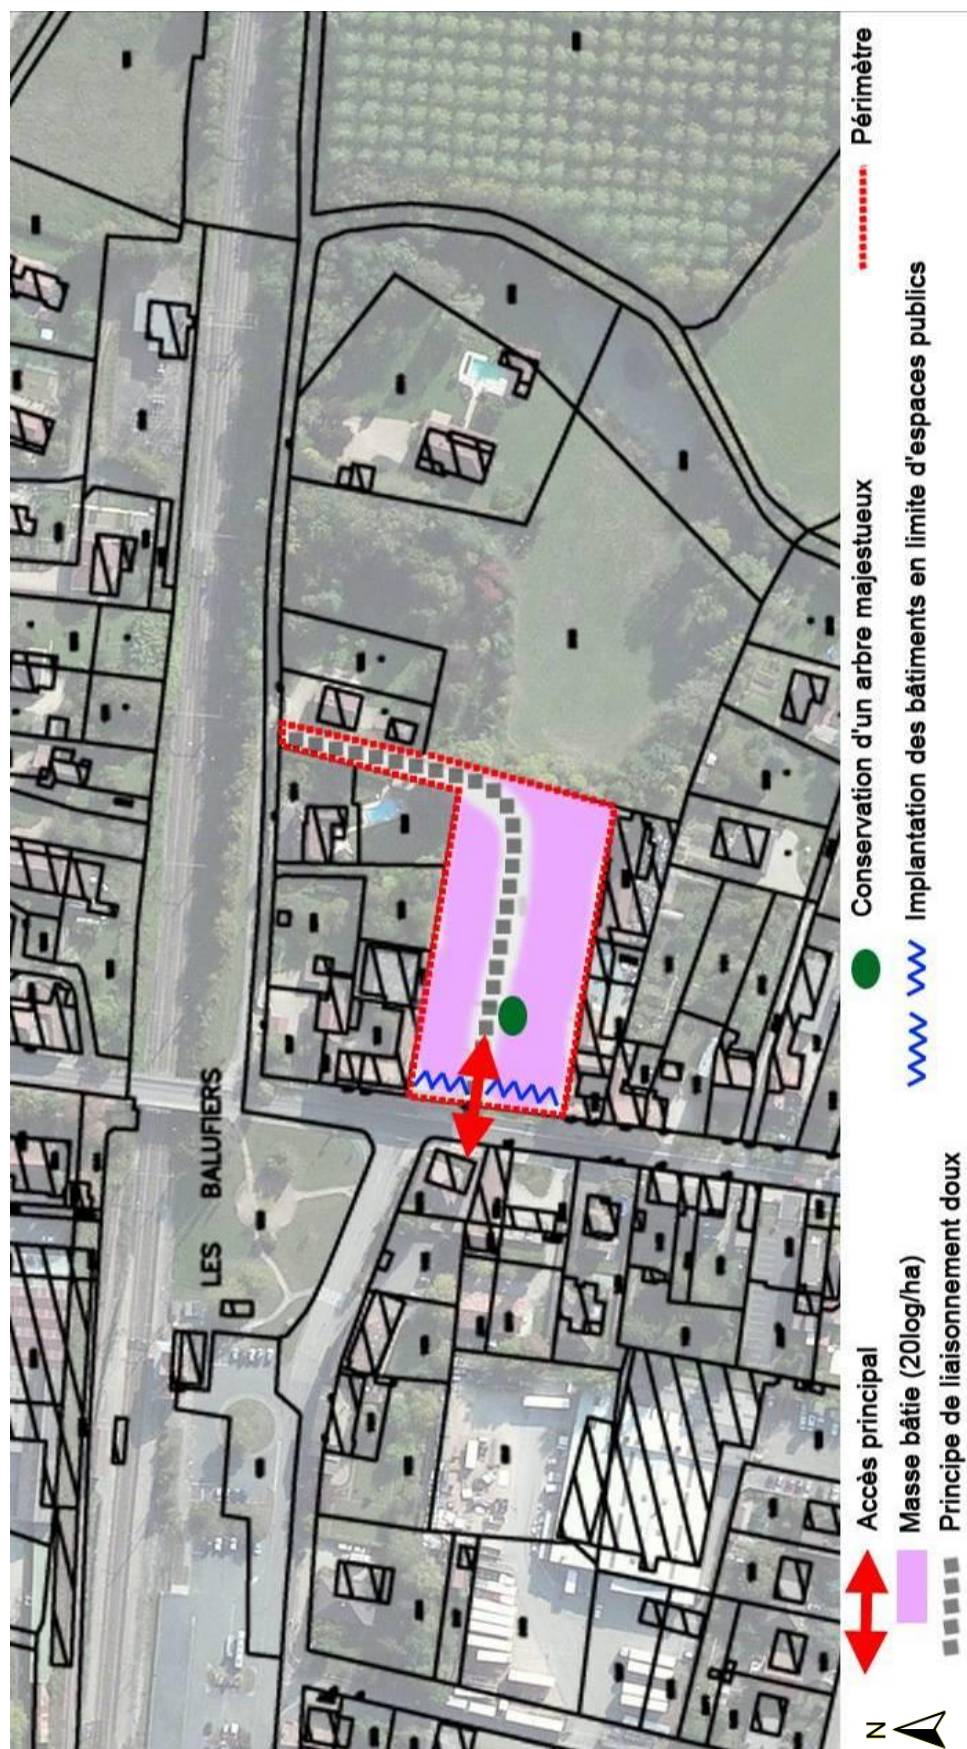 LES BALUFIERS
N
Accès principal
Masse bâtie (20log/ha)
Principe de liaisonnement doux
Conservation d'un arbre majestueux
Implantation des bâtiments en limite d'espaces publics
Périmètre